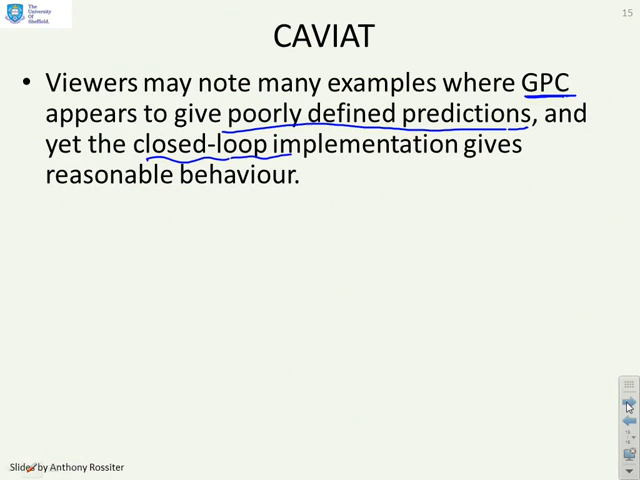 The
University
Of
Sheffield.
15
CAVIAT
• Viewers may note many examples where GPC
appears to give poorly defined predictions, and
yet the closed-loop implementation gives
reasonable behaviour.
Slides by Anthony Rossiter